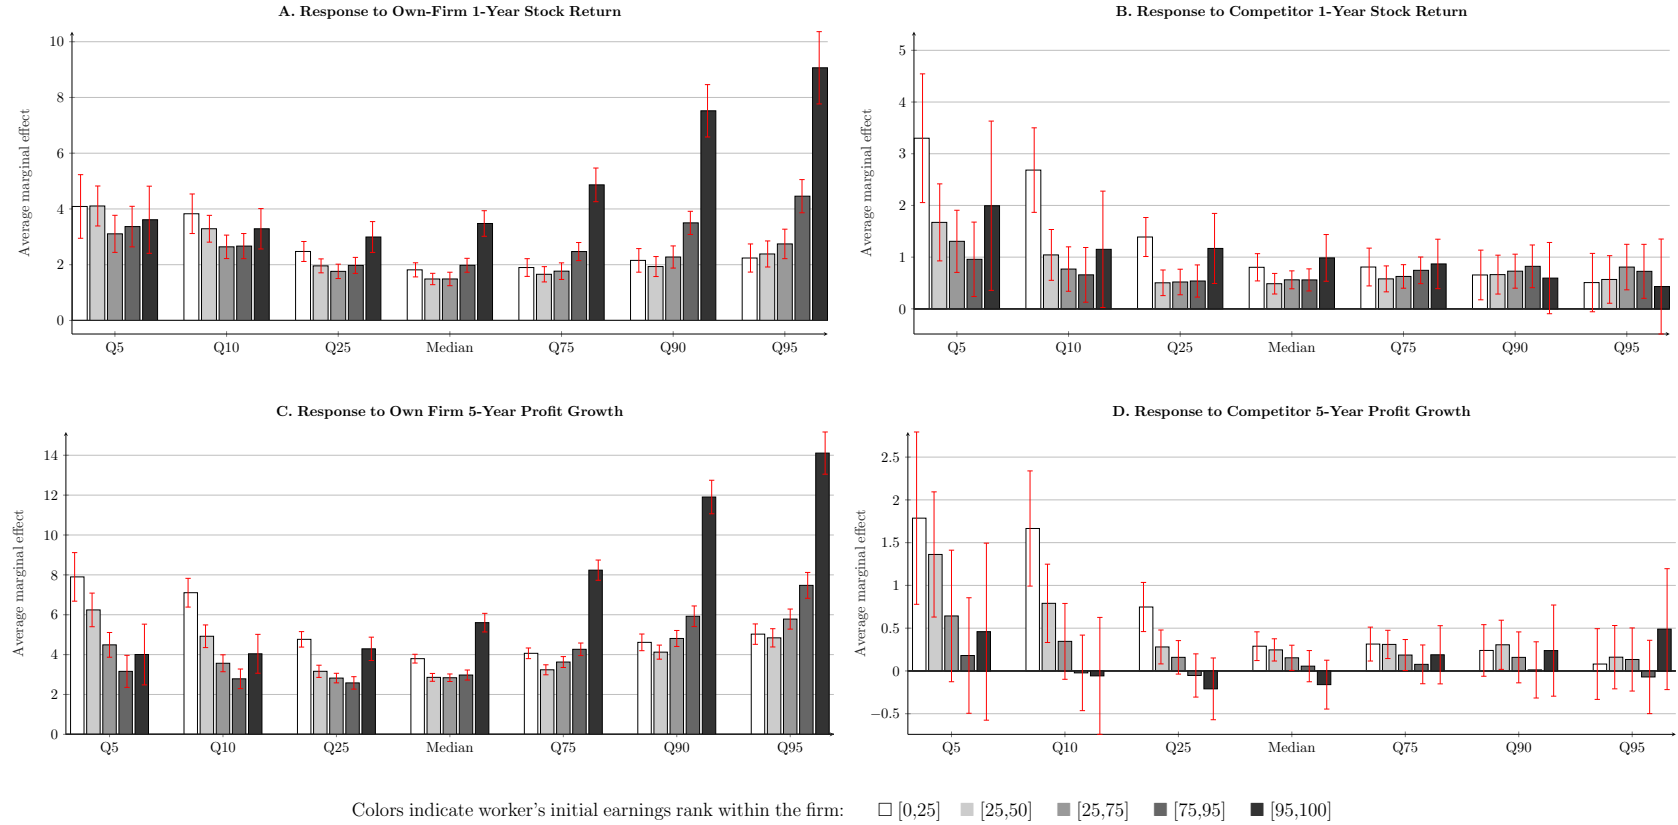 A. Response to Own-Firm 1-Year Stock Return
Average marginal effect
10
8
6
4
2
0
Q5 Q10 Q25 Median Q75 Q90 Q95
B. Response to Competitor 1-Year Stock Return
Average marginal effect
5
4
3
2
1
0
Q5 Q10 Q25 Median Q75 Q90 Q95
C. Response to Own Firm 5-Year Profit Growth
Average marginal effect
14
12
10
8
6
4
2
0
Q5 Q10 Q25 Median Q75 Q90 Q95
D. Response to Competitor 5-Year Profit Growth
Average marginal effect
2.5
2
1.5
1
0.5
0
−0.5
Q5 Q10 Q25 Median Q75 Q90 Q95
Colors indicate worker's initial earnings rank within the firm: [0,25] [25,50] [25,75] [75,95] [95,100]